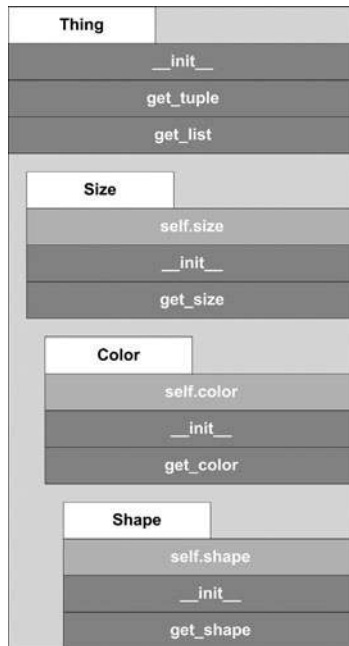 Thing
__init__
get_tuple
get_list
Size
self.size
__init__
get_size
Color
self.color
__init__
get_color
Shape
self.shape
__init__
get_shape